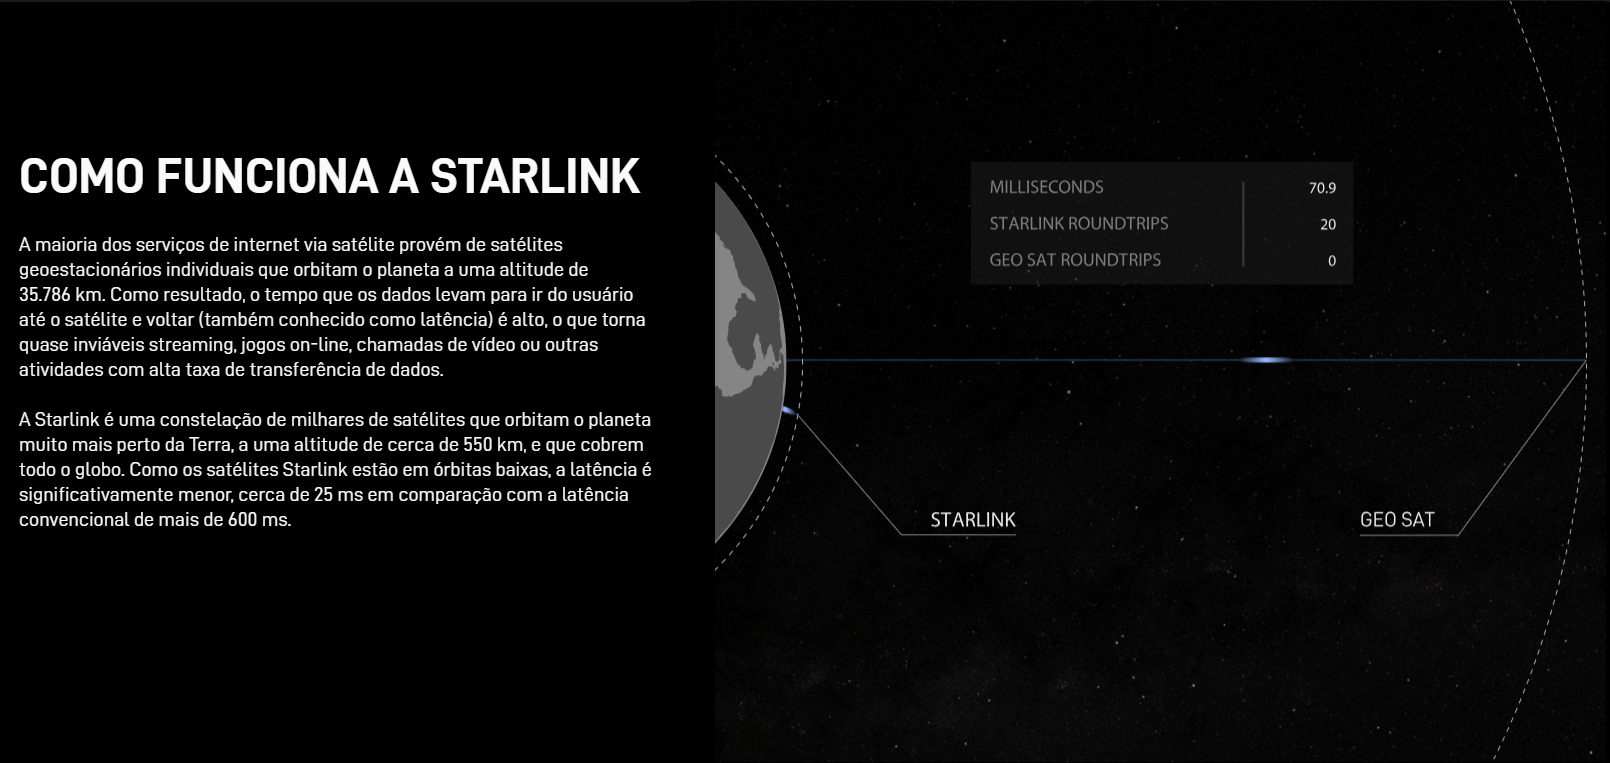 COMO FUNCIONA A STARLINK
A maioria dos serviços de internet via satélite provém de satélites
geoestacionários individuais que orbitam o planeta a uma altitude de
35.786 km. Como resultado, o tempo que os dados levam para ir do usuário
até o satélite e voltar (também conhecido como latência) é alto, o que torna
quase inviáveis streaming, jogos on-line, chamadas de vídeo ou outras
atividades com alta taxa de transferência de dados.
A Starlink é uma constelação de milhares de satélites que orbitam o planeta
muito mais perto da Terra, a uma altitude de cerca de 550 km, e que cobrem
todo o globo. Como os satélites Starlink estão em órbitas baixas, a latência é
significativamente menor, cerca de 25 ms em comparação com a latência
convencional de mais de 600 ms.
MILLISECONDS 70.9
STARLINK ROUNDTRIPS 20
GEO SAT ROUNDTRIPS 0
STARLINK
GEO SAT